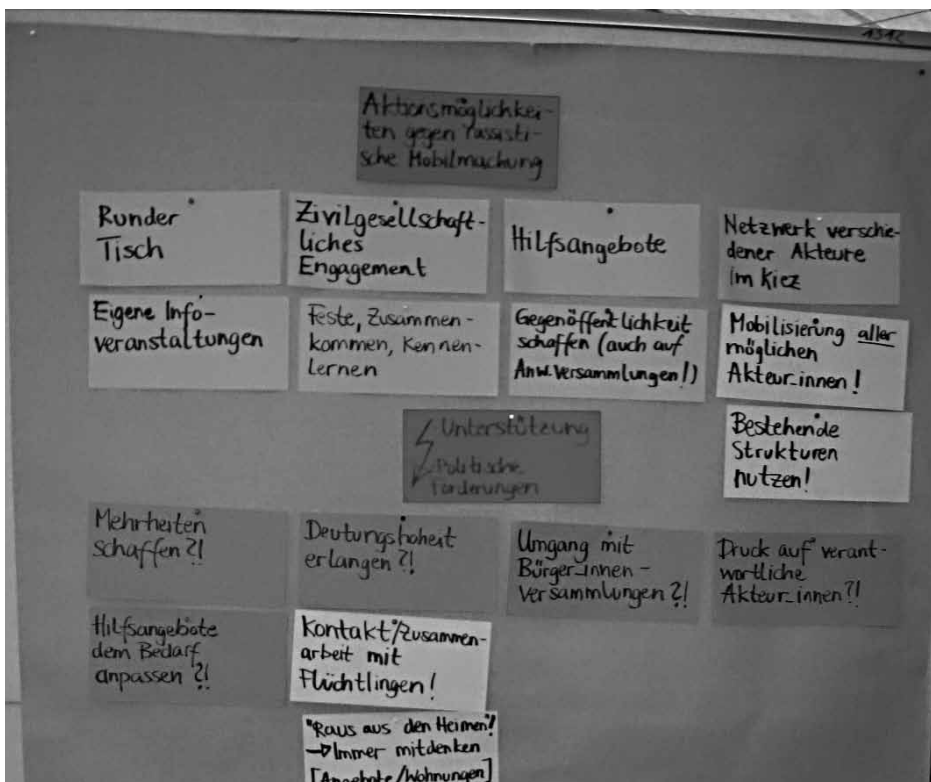 1312
Aktionsmöglichkei-
ten gegen rassisti-
sche Mobilmachung
Runder
Tisch
Zivilgesellschaft-
liches
Engagement
Hilfsangebote
Netzwerk verschie-
dener Akteure
im Kiez
Eigene Info-
veranstaltungen
Feste, Zusammen-
kommen, Kennen-
lernen
Gegenöffentlichkeit
schaffen (auch auf
Anw.versammlungen!)
Mobilisierung aller
möglichen
Akteur_innen!
Unterstützung
Politische
Forderungen
Bestehende
Strukturen
nutzen!
Mehrheiten
schaffen?!
Deutungshoheit
erlangen?!
Umgang mit
Bürger_innen-
versammlungen?!
Druck auf verant-
wortliche
Akteur_innen?!
Hilfsangebote
dem Bedarf
anpassen?!
Kontakt/Zusammen-
arbeit mit
Flüchtlingen!
"Raus aus den Heimen"!
→ Immer mitdenken
[Angebote/Wohnungen]